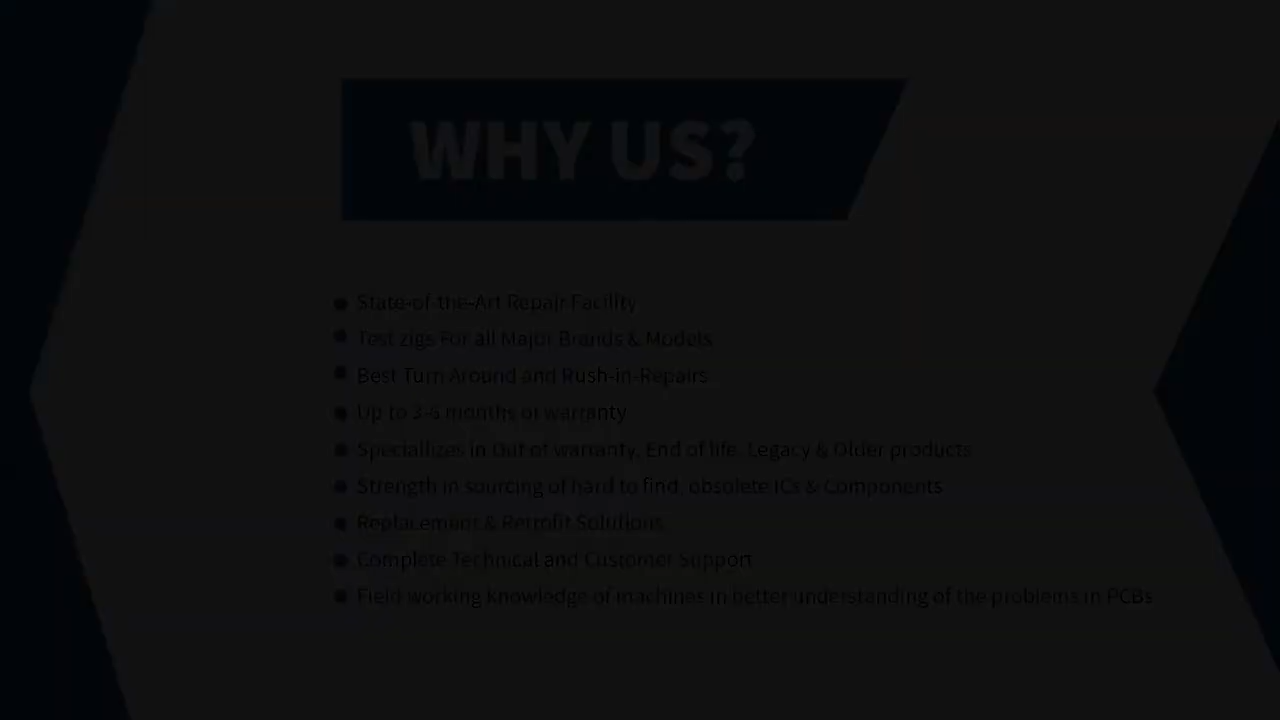 WHY US?
State-of-the-Art Repair Facility
Test zigs For all Major Brands & Models
Best Turn Around and Rush-in-Repairs
Up to 3-6 months of warranty
Speciallizes in Out of warranty, End of life, Legacy & Older products
Strength in sourcing of hard to find, obsolete ICs & Components
Replacement & Retrofit Solutions
Complete Technical and Customer Support
Field working knowledge of machines in better understanding of the problems in PCBs